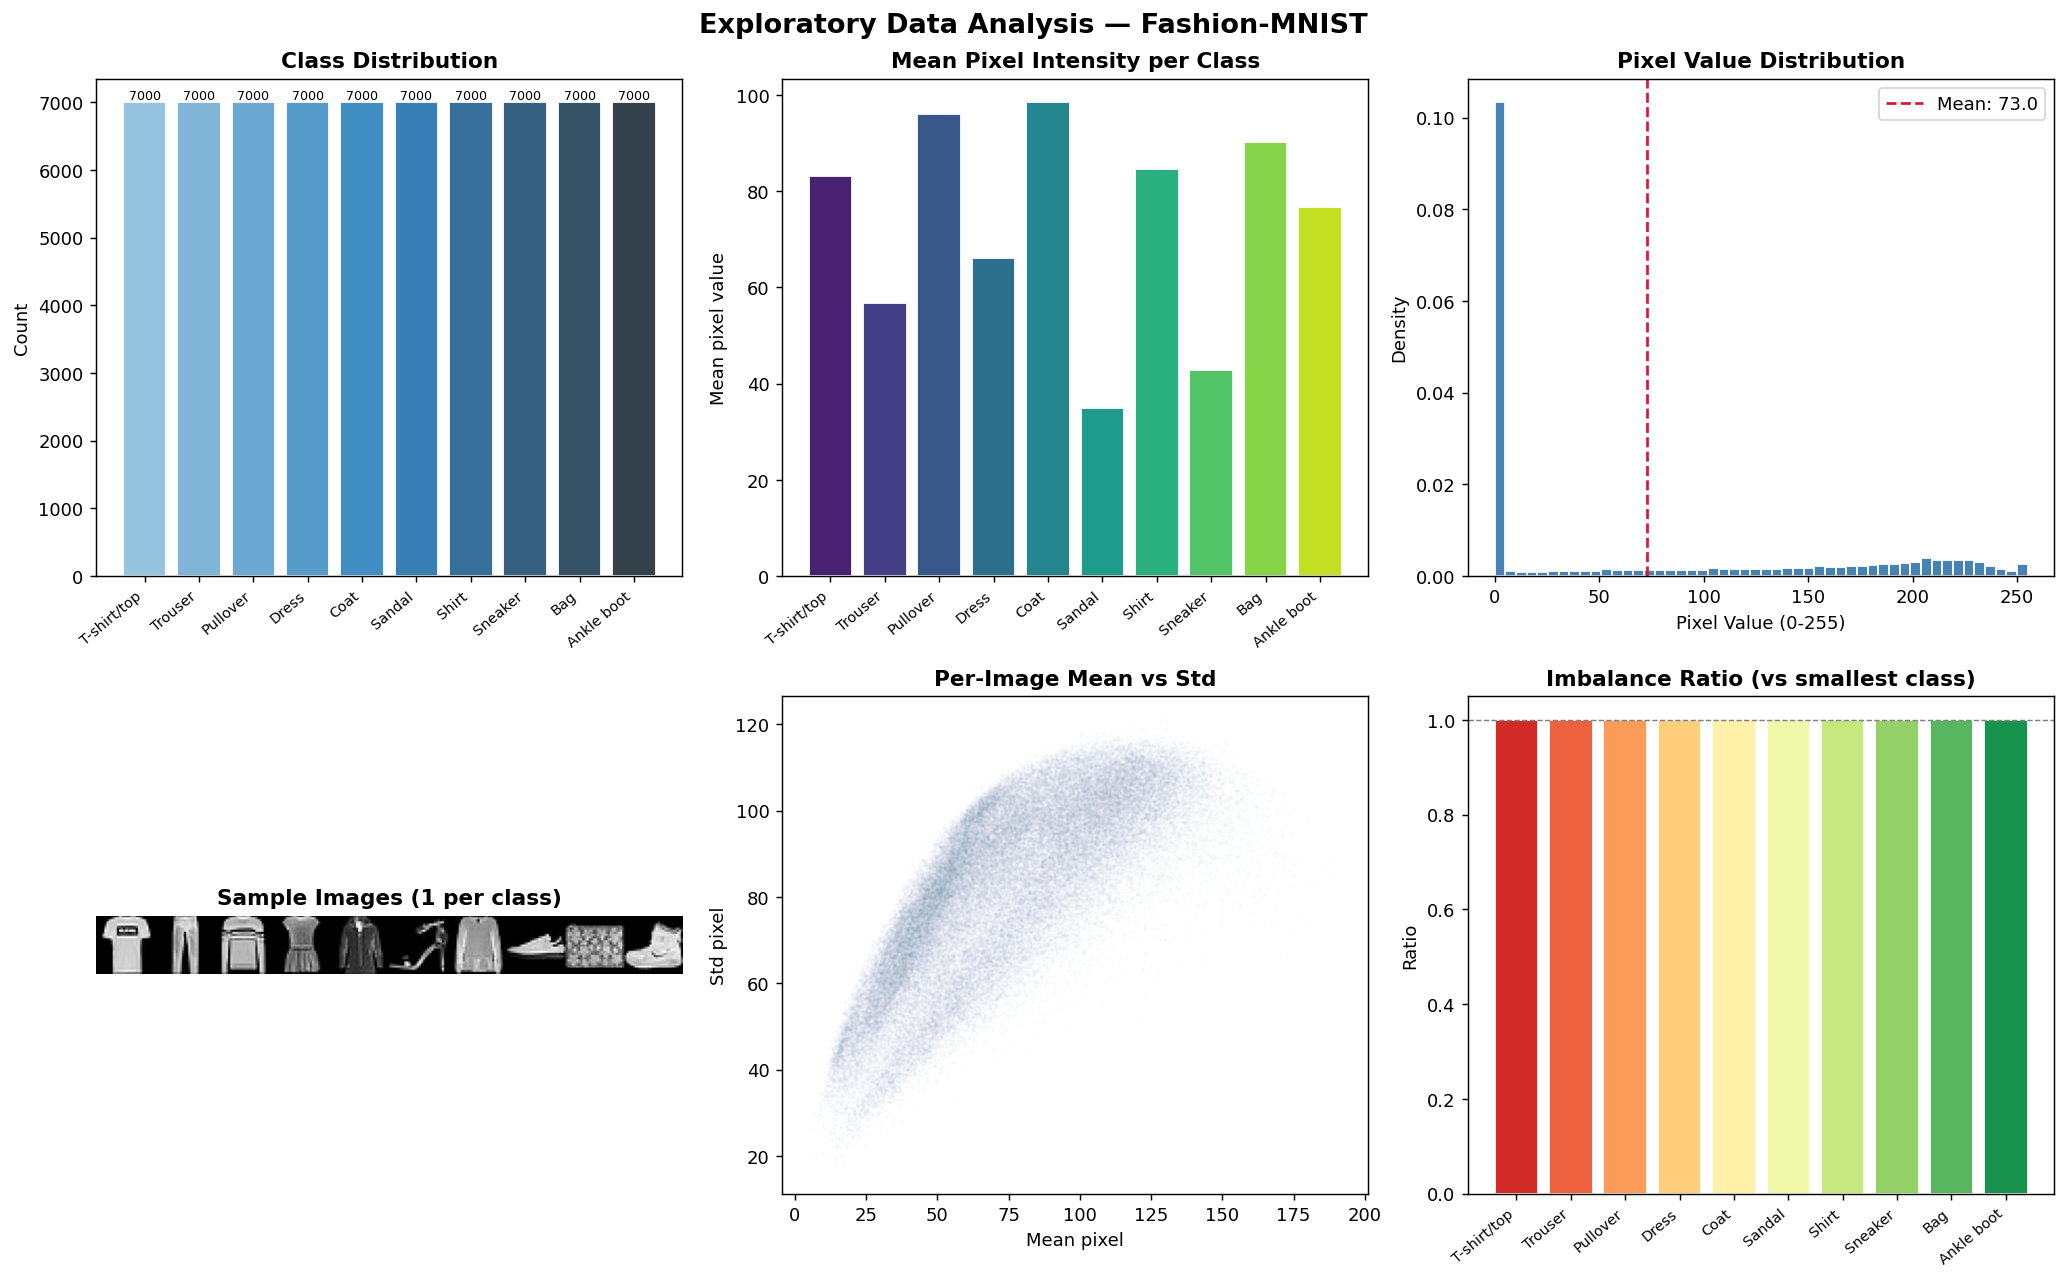 Exploratory Data Analysis — Fashion-MNIST
Class Distribution
7000 7000 7000 7000 7000 7000 7000 7000 7000 7000
Count
7000
6000
5000
4000
3000
2000
1000
0
T-shirt/top Trouser Pullover Dress Coat Sandal Shirt Sneaker Bag Ankle boot
Mean Pixel Intensity per Class
Mean pixel value
100
80
60
40
20
0
T-shirt/top Trouser Pullover Dress Coat Sandal Shirt Sneaker Bag Ankle boot
Pixel Value Distribution
Mean: 73.0
Density
0.10
0.08
0.06
0.04
0.02
0.00
0 50 100 150 200 250
Pixel Value (0-255)
Sample Images (1 per class)
Per-Image Mean vs Std
Std pixel
120
100
80
60
40
20
0 25 50 75 100 125 150 175 200
Mean pixel
Imbalance Ratio (vs smallest class)
Ratio
1.0
0.8
0.6
0.4
0.2
0.0
T-shirt/top Trouser Pullover Dress Coat Sandal Shirt Sneaker Bag Ankle boot